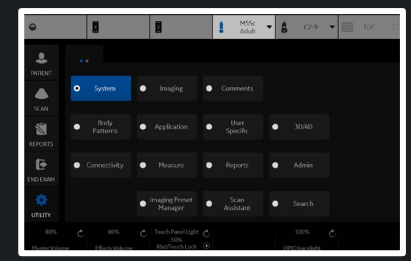 M5Sc
Adult
C2-9
TGC
PATIENT
System
Imaging
Comments
SCAN
Body
Patterns
Application
User
Specific
3D/4D
REPORTS
Connectivity
Measure
Reports
Admin
END EXAM
Imaging Preset
Manager
Scan
Assistant
Search
UTILITY
80%
80%
Touch Panel Light
50%
100%
Master Volume
Effects Volume
Kbd/Touch Lock
OPIO backlight